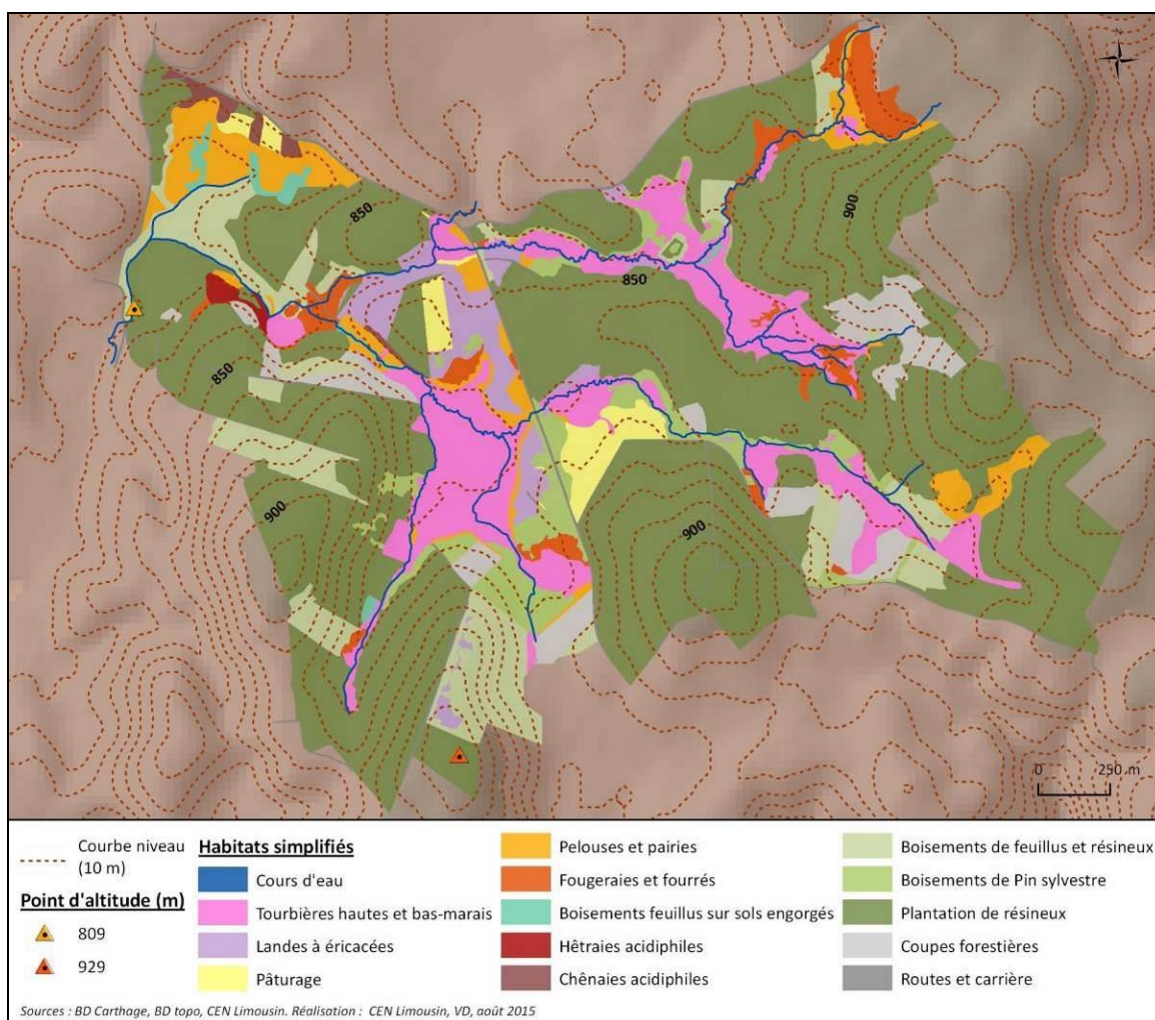 N
850
900
850
850
900
900
0 250 m
Courbe niveau
(10 m)
Point d'altitude (m)
809
929
Habitats simplifiés
Cours d'eau
Tourbières hautes et bas-marais
Landes à éricacées
Pâturage
Pelouses et pairies
Fougeraies et fourrés
Boisements feuillus sur sols engorgés
Hêtraies acidiphiles
Chênaies acidiphiles
Boisements de feuillus et résineux
Boisements de Pin sylvestre
Plantation de résineux
Coupes forestières
Routes et carrière
Sources : BD Carthage, BD topo, CEN Limousin. Réalisation : CEN Limousin, VD, août 2015